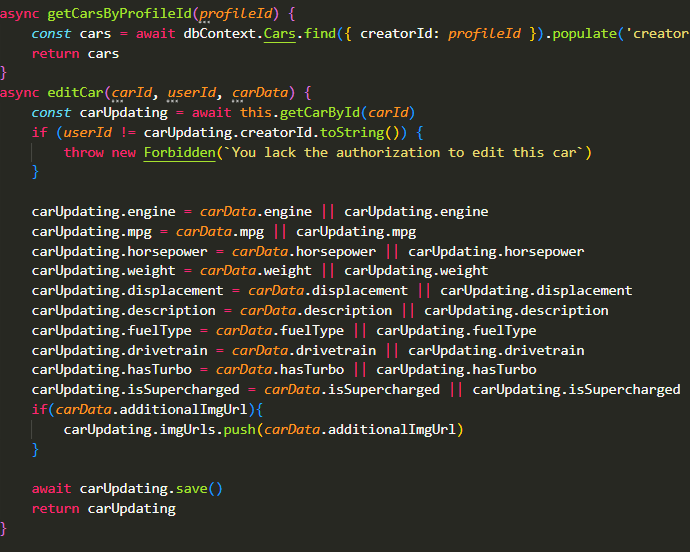 async getCarsByProfileId(profileId) {
    const cars = await dbContext.Cars.find({ creatorId: profileId }).populate('creator
    return cars
}
async editCar(carId, userId, carData) {
    const carUpdating = await this.getCarById(carId)
    if (userId != carUpdating.creatorId.toString()) {
        throw new Forbidden(`You lack the authorization to edit this car`)
    }

    carUpdating.engine = carData.engine || carUpdating.engine
    carUpdating.mpg = carData.mpg || carUpdating.mpg
    carUpdating.horsepower = carData.horsepower || carUpdating.horsepower
    carUpdating.weight = carData.weight || carUpdating.weight
    carUpdating.displacement = carData.displacement || carUpdating.displacement
    carUpdating.description = carData.description || carUpdating.description
    carUpdating.fuelType = carData.fuelType || carUpdating.fuelType
    carUpdating.drivetrain = carData.drivetrain || carUpdating.drivetrain
    carUpdating.hasTurbo = carData.hasTurbo || carUpdating.hasTurbo
    carUpdating.isSupercharged = carData.isSupercharged || carUpdating.isSupercharged
    if(carData.additionalImgUrl){
        carUpdating.imgUrls.push(carData.additionalImgUrl)
    }

    await carUpdating.save()
    return carUpdating
}